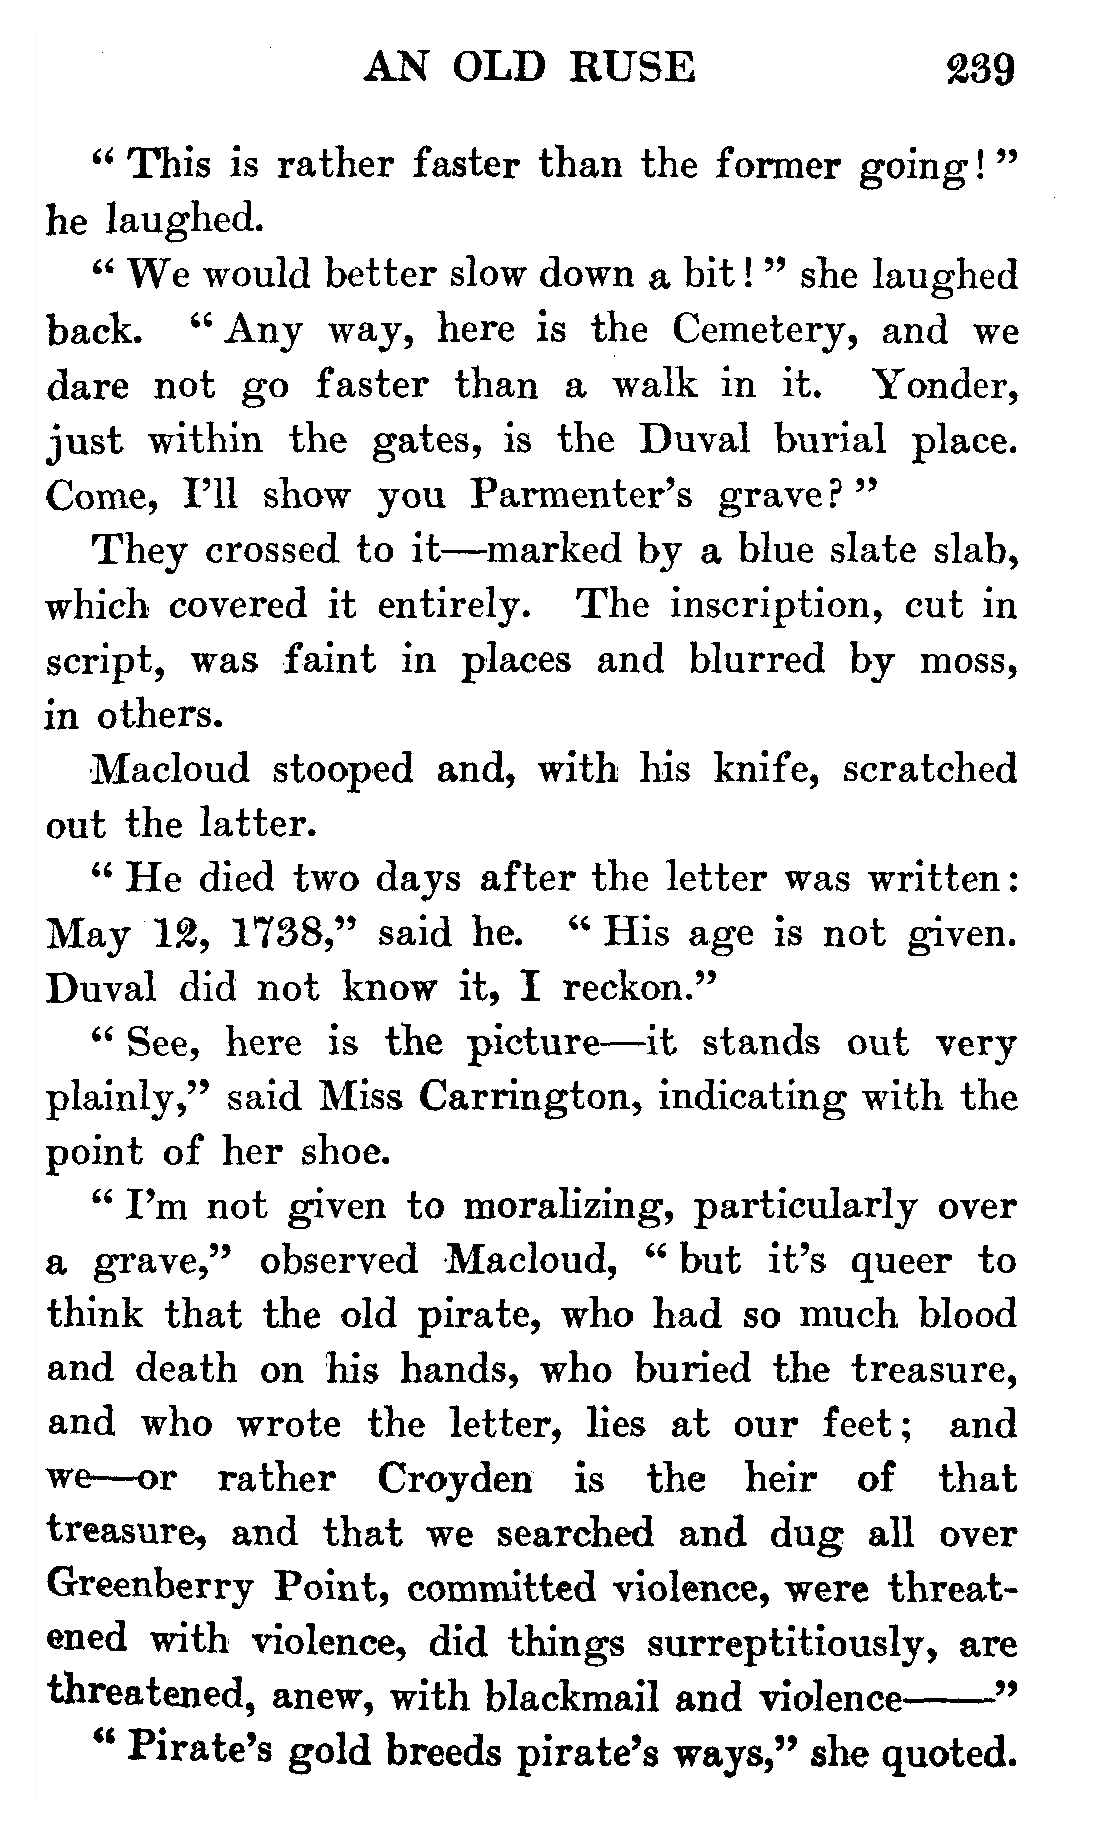 AN OLD RUSE 239
“ This is rather faster than the former going! ”
he laughed.
“ We would better slow down a bit! ” she laughed
back. “ Any way, here is the Cemetery, and we
dare not go faster than a walk in it. Yonder,
just within the gates, is the Duval burial place.
Come, I’ll show you Parmenter’s grave? ”
They crossed to it—marked by a blue slate slab,
which covered it entirely. The inscription, cut in
script, was faint in places and blurred by moss,
in others.
Macloud stooped and, with his knife, scratched
out the latter.
“ He died two days after the letter was written:
May 12, 1738,” said he. “ His age is not given.
Duval did not know it, I reckon.”
“ See, here is the picture—it stands out very
plainly,” said Miss Carrington, indicating with the
point of her shoe.
“ I’m not given to moralizing, particularly over
a grave,” observed Macloud, “ but it’s queer to
think that the old pirate, who had so much blood
and death on his hands, who buried the treasure,
and who wrote the letter, lies at our feet; and
we—or rather Croyden is the heir of that
treasure, and that we searched and dug all over
Greenberry Point, committed violence, were threat-
ened with violence, did things surreptitiously, are
threatened, anew, with blackmail and violence——”
“ Pirate’s gold breeds pirate’s ways,” she quoted.